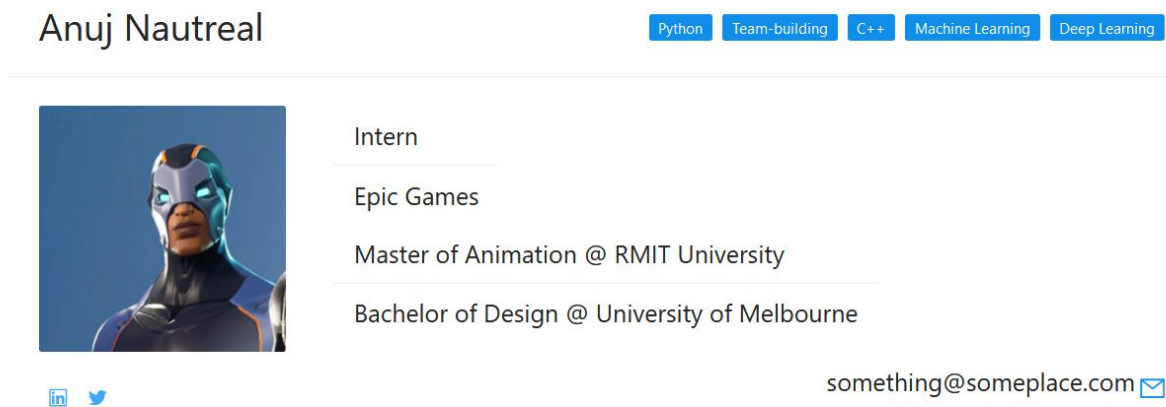 Anuj Nautreal
Python Team-building C++ Machine Learning Deep Learning
Intern
Epic Games
Master of Animation @ RMIT University
Bachelor of Design @ University of Melbourne
something@someplace.com
in